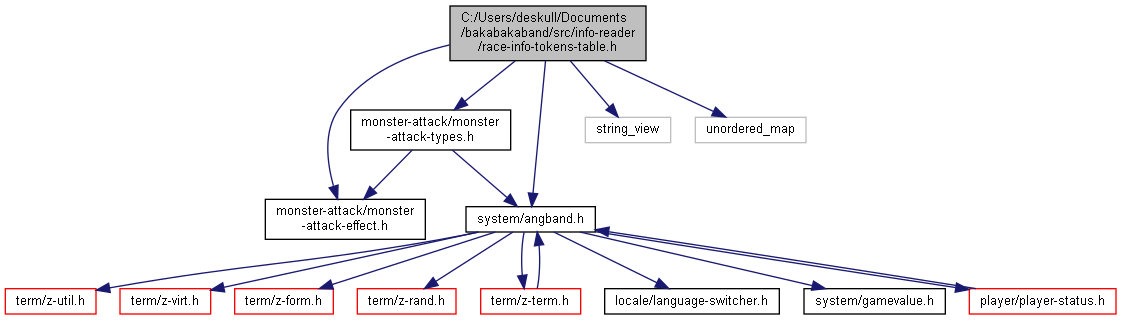 C:/Users/deskull/Documents
/bakabakaband/src/info-reader
/race-info-tokens-table.h
monster-attack/monster
-attack-types.h
string_view
unordered_map
monster-attack/monster
-attack-effect.h
system/angband.h
term/z-util.h
term/z-virt.h
term/z-form.h
term/z-rand.h
term/z-term.h
locale/language-switcher.h
system/gamevalue.h
player/player-status.h